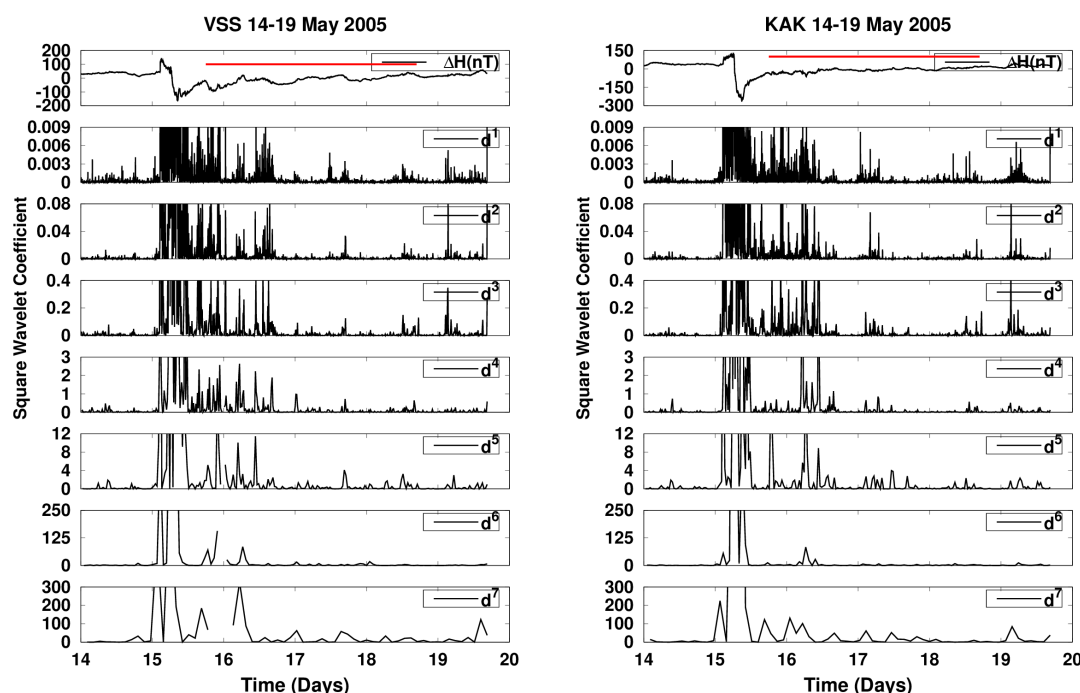 VSS 14-19 May 2005
Square Wavelet Coefficient
200
100
0
-100
-200
ΔH(nT)
0.009
0.006
0.003
0
d1
0.08
0.04
0
d2
0.4
0.2
0
d3
3
2
1
0
d4
12
8
4
0
d5
250
125
0
d6
300
200
100
0
d7
14 15 16 17 18 19 20
Time (Days)
KAK 14-19 May 2005
Square Wavelet Coefficient
150
0
-150
-300
ΔH(nT)
0.009
0.006
0.003
0
d1
0.08
0.04
0
d2
0.4
0.2
0
d3
3
2
1
0
d4
12
8
4
0
d5
250
125
0
d6
300
200
100
0
d7
14 15 16 17 18 19 20
Time (Days)